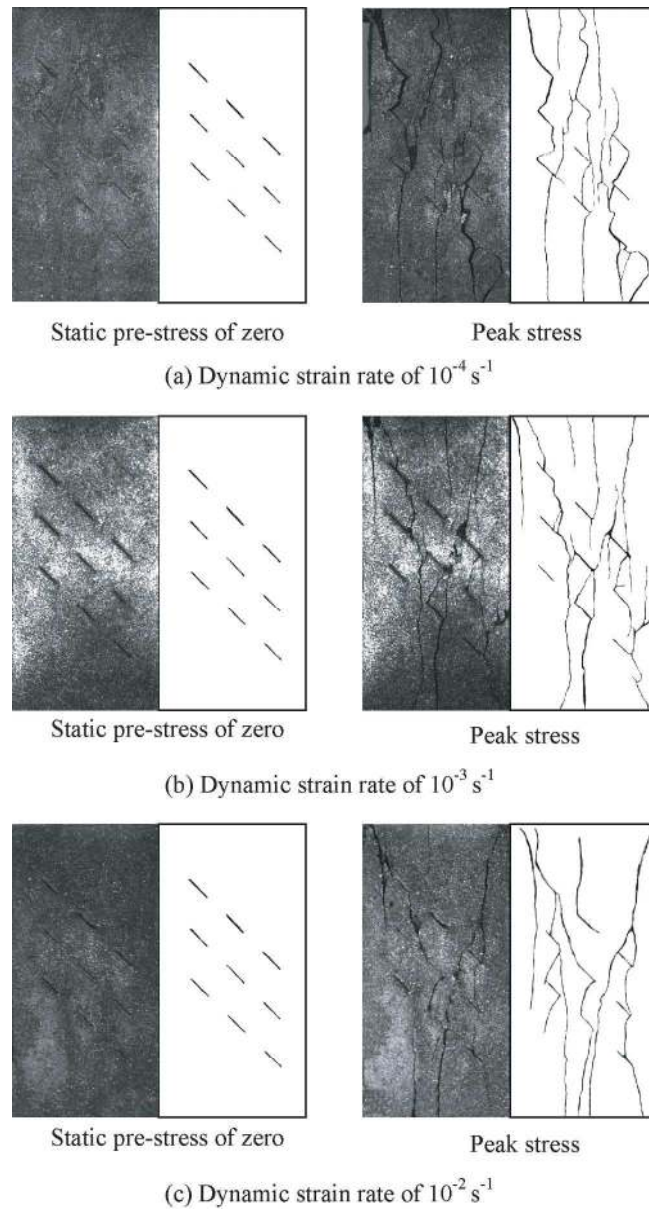 Static pre-stress of zero
Peak stress
(a) Dynamic strain rate of 10⁻⁴ s⁻¹
Static pre-stress of zero
Peak stress
(b) Dynamic strain rate of 10⁻³ s⁻¹
Static pre-stress of zero
Peak stress
(c) Dynamic strain rate of 10⁻² s⁻¹